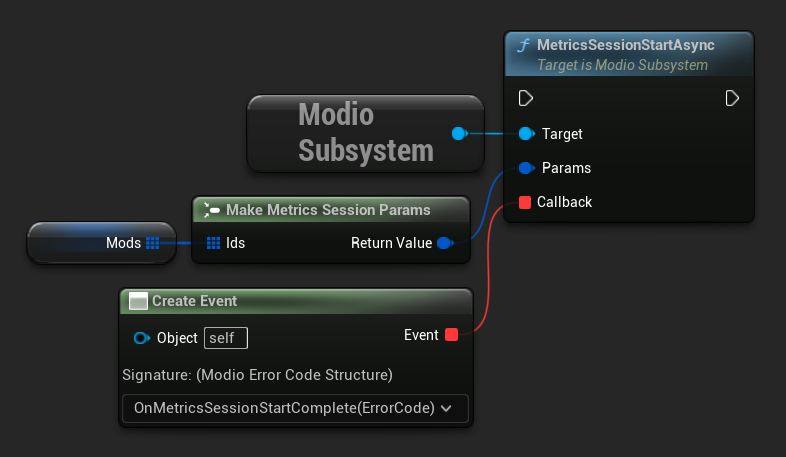 MetricsSessionStartAsync
Target is Modio Subsystem
Modio
Subsystem
Target
Params
Callback
Make Metrics Session Params
Mods
Ids
Return Value
Create Event
Object
self
Event
Signature: (Modio Error Code Structure)
OnMetricsSessionStartComplete(ErrorCode)